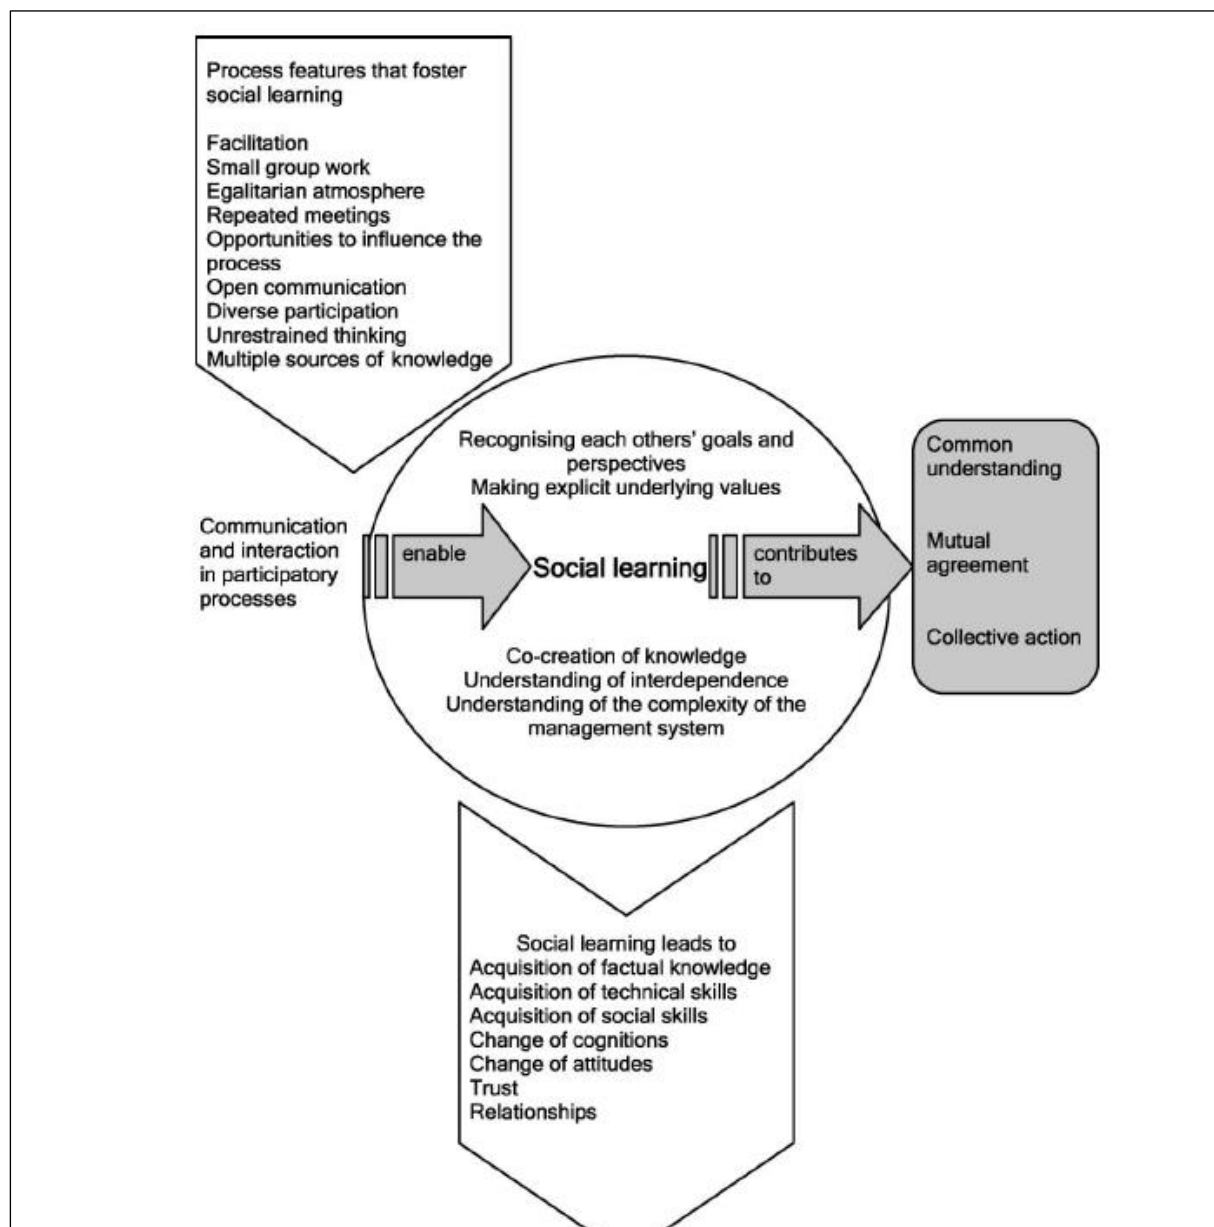 Process features that foster
social learning
Facilitation
Small group work
Egalitarian atmosphere
Repeated meetings
Opportunities to influence the
process
Open communication
Diverse participation
Unrestrained thinking
Multiple sources of knowledge
Recognising each others' goals and
perspectives
Making explicit underlying values
Communication
and interaction
in participatory
processes
enable
Social learning
contributes
to
Common
understanding
Mutual
agreement
Collective action
Co-creation of knowledge
Understanding of interdependence
Understanding of the complexity of the
management system
Social learning leads to
Acquisition of factual knowledge
Acquisition of technical skills
Acquisition of social skills
Change of cognitions
Change of attitudes
Trust
Relationships